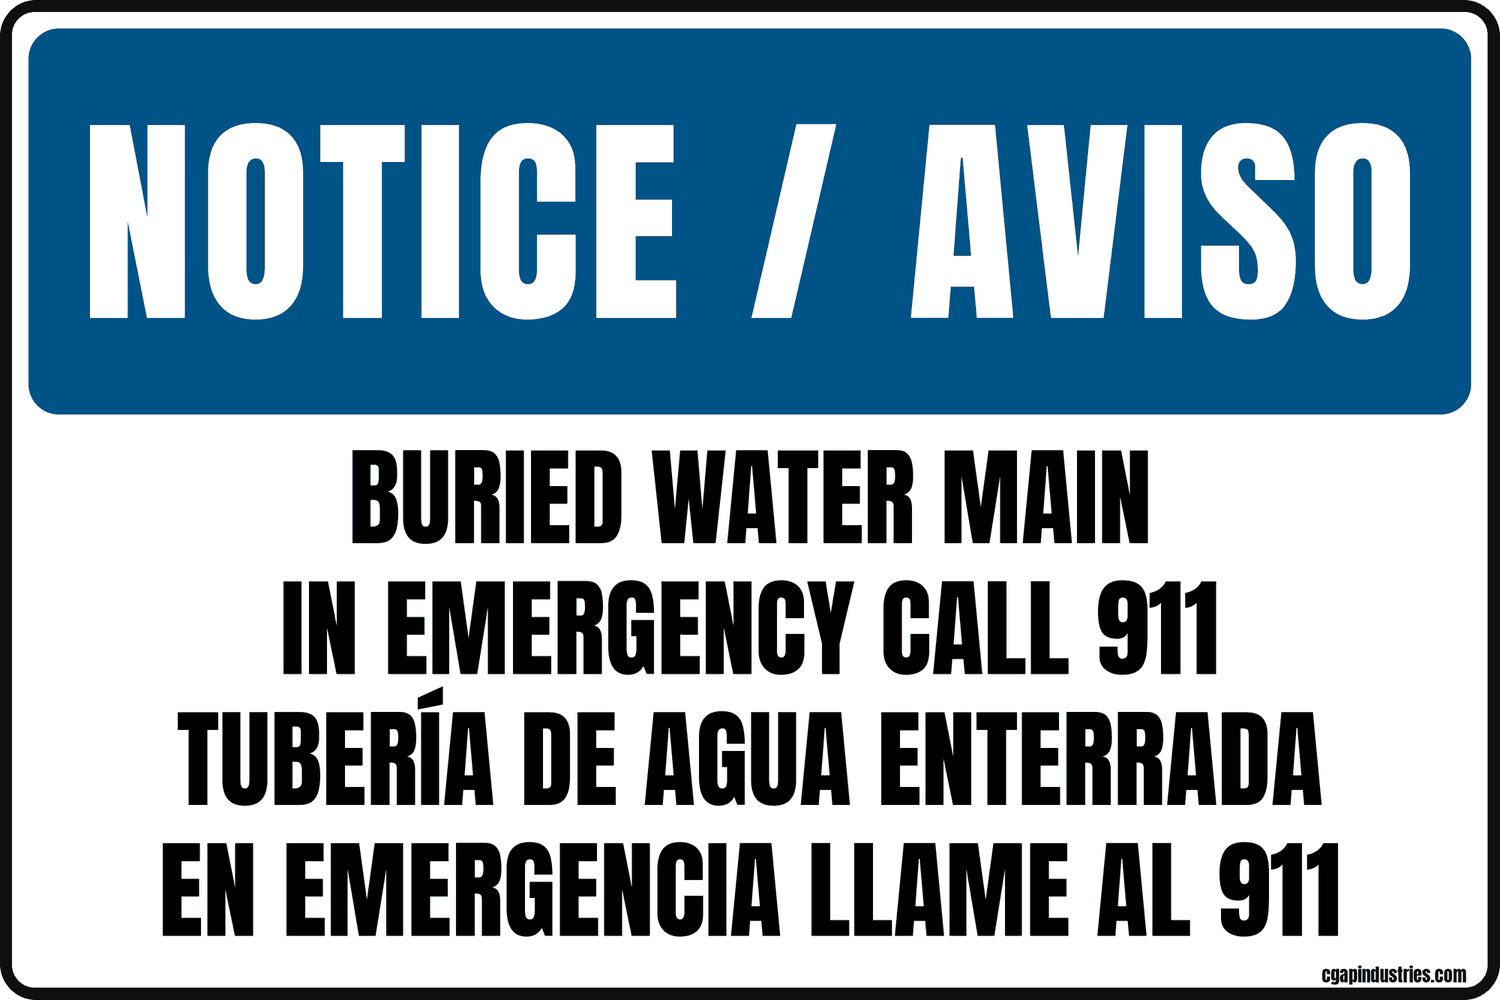 NOTICE / AVISO
BURIED WATER MAIN
IN EMERGENCY CALL 911
TUBERÍA DE AGUA ENTERRADA
EN EMERGENCIA LLAME AL 911
cgapindustries.com